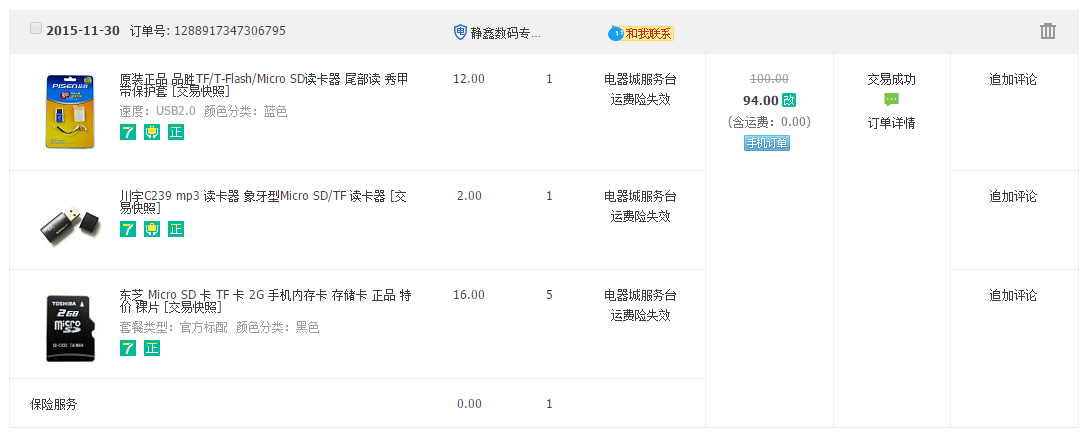 2015-11-30 订单号: 1288917347306795 静鑫数码专... 和我联系
原装正品 品胜TF/T-Flash/Micro SD读卡器 尾部读 秀甲
带保护套 [交易快照]
速度：USB2.0 颜色分类：蓝色
7 正
12.00 1 电器城服务台
运费险失效
100.00
94.00 改
(含运费：0.00)
手机订单
交易成功
订单详情
追加评论
PISEN品胜
川宇C239 mp3 读卡器 象牙型Micro SD/TF 读卡器 [交
易快照]
7 正
2.00 1 电器城服务台
运费险失效
追加评论
东芝 Micro SD 卡 TF 卡 2G 手机内存卡 存储卡 正品 特
价 裸片 [交易快照]
套餐类型：官方标配 颜色分类：黑色
7 正
16.00 5 电器城服务台
运费险失效
追加评论
TOSHIBA
2GB
micro
SD
保险服务 0.00 1